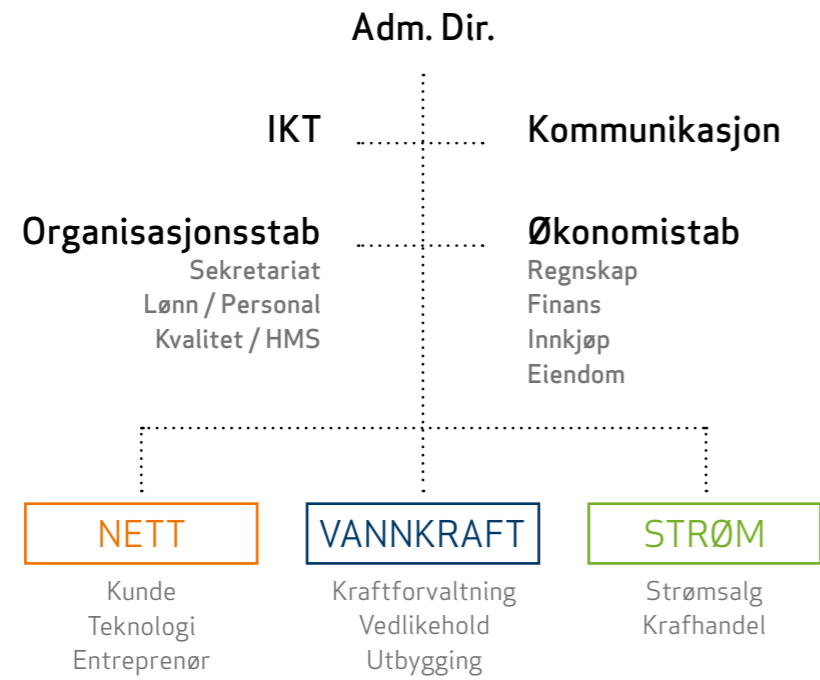 Adm. Dir.
IKT
Kommunikasjon
Organisasjonsstab
Sekretariat
Lønn / Personal
Kvalitet / HMS
Økonomistab
Regnskap
Finans
Innkjøp
Eiendom
NETT
Kunde
Teknologi
Entreprenør
VANNKRAFT
Kraftforvaltning
Vedlikehold
Utbygging
STRØM
Strømsalg
Krafhandel